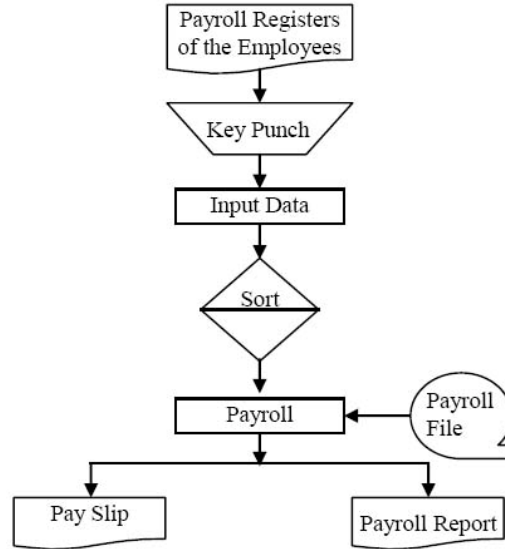 Payroll Registers
of the Employees
Key Punch
Input Data
Sort
Payroll
Payroll
File
Pay Slip
Payroll Report